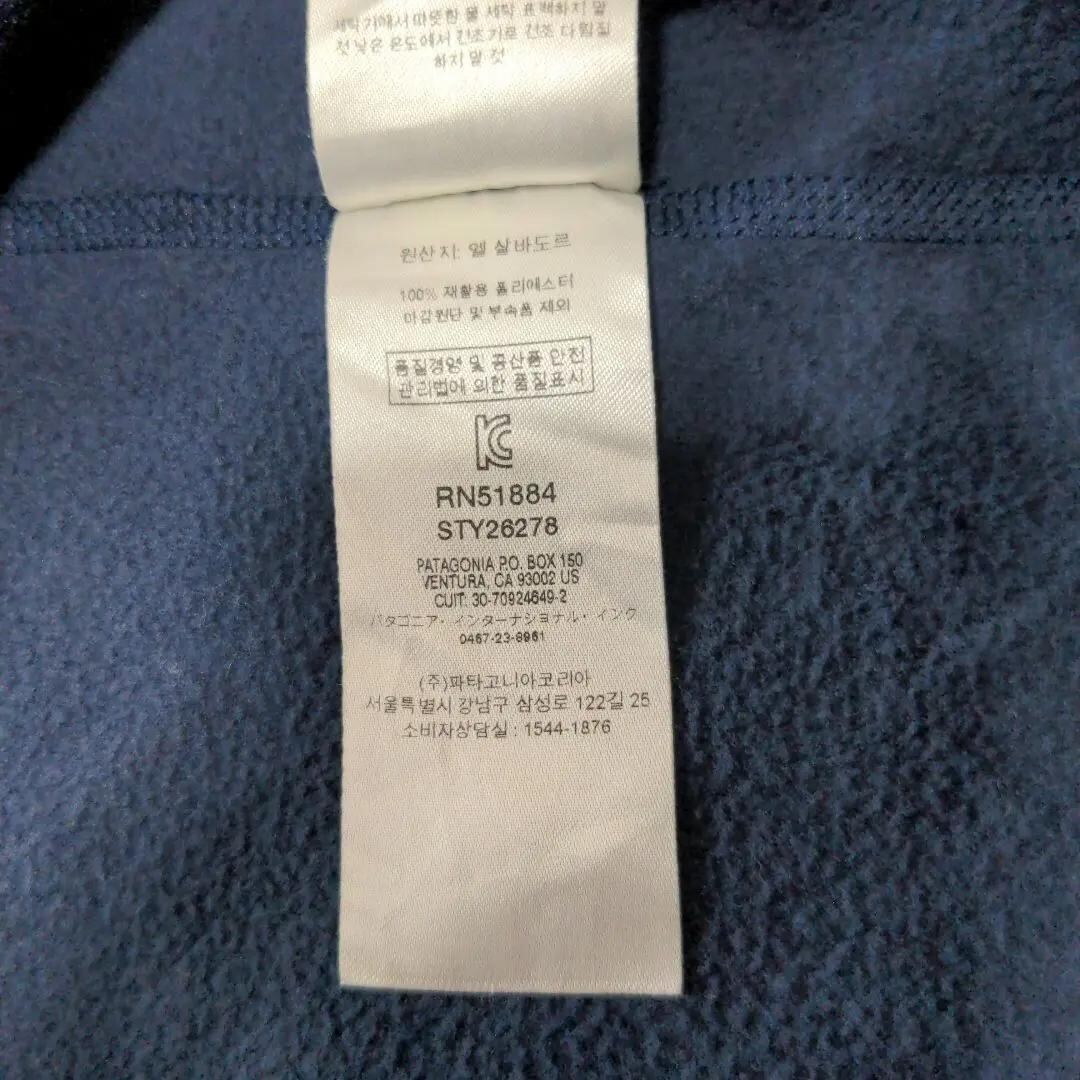 세탁기에서 따뜻한 물 세탁 표백하지 말
것 낮은 온도에서 건조기로 건조 다림질
하지 말 것
원산지: 엘 살바도르
100% 재활용 폴리에스터
마감원단 및 부속품 제외
품질경영 및 공산품 안전
관리법에 의한 품질표시
RN51884
STY26278
PATAGONIA P.O. BOX 150
VENTURA, CA 93002 US
CUIT: 30-70924649-2
パタゴニア・インターナショナル・インク
0467-23-8961
(주)파타고니아코리아
서울특별시 강남구 삼성로 122길 25
소비자상담실 : 1544-1876